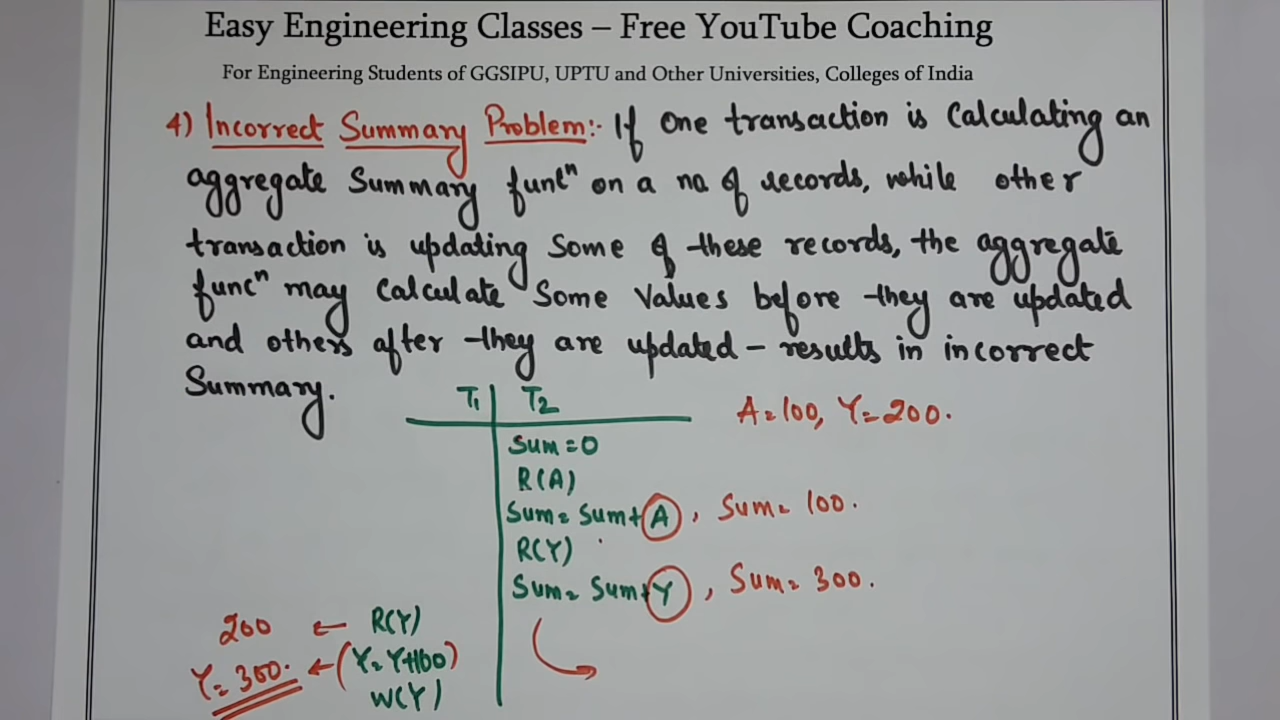 Easy Engineering Classes – Free YouTube Coaching
For Engineering Students of GGSIPU, UPTU and Other Universities, Colleges of India
4) Incorrect Summary Problem:- If One transaction is Calculating an
aggregate Summary funcⁿ on a no of records, while other
transaction is updating Some of these records, the aggregate
funcⁿ may Calculate Some Values before they are updated
and others after they are updated – results in incorrect
Summary.
T₁ T₂
A=100, Y=200.
Sum=0
R(A)
Sum= Sum+A, Sum= 100.
R(Y)
Sum= Sum+Y, Sum= 300.
200 ← R(Y)
Y=300. ← (Y=Y+100)
W(Y)